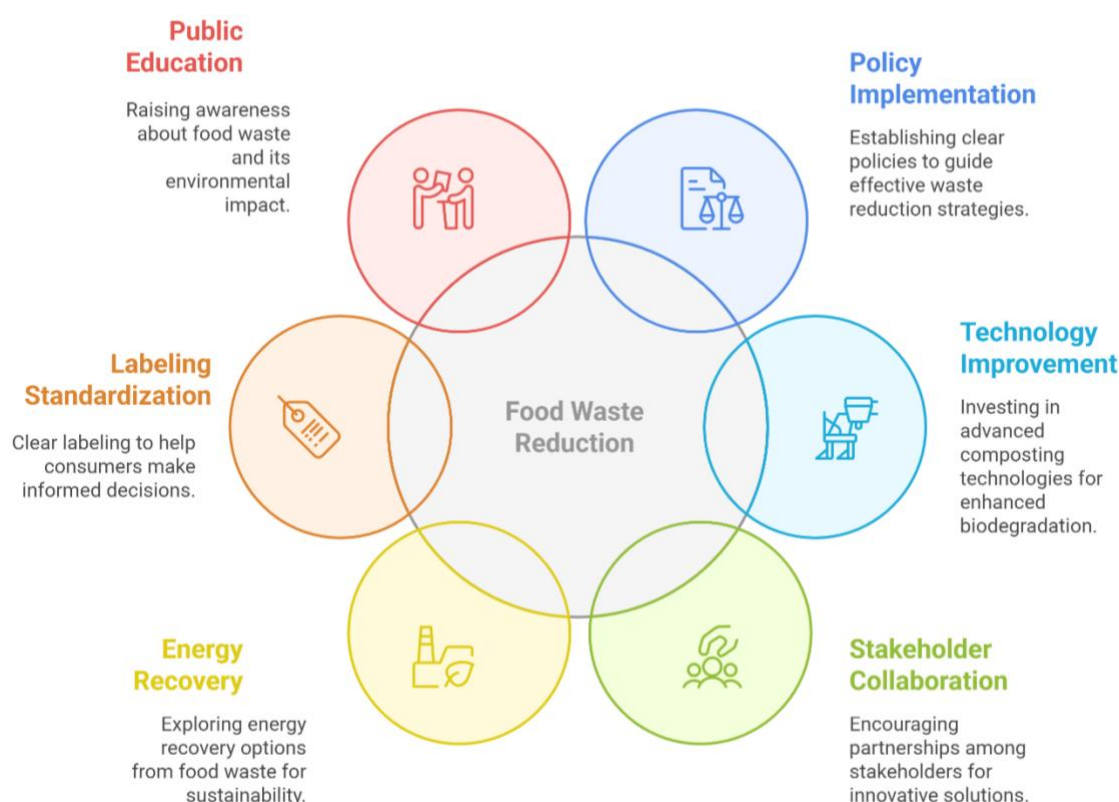 Public
Education
Raising awareness
about food waste
and its
environmental
impact.
Policy
Implementation
Establishing clear
policies to guide
effective waste
reduction strategies.
Labeling
Standardization
Clear labeling to help
consumers make
informed decisions.
Food Waste
Reduction
Technology
Improvement
Investing in
advanced
composting
technologies for
enhanced
biodegradation.
Energy
Recovery
Exploring energy
recovery options
from food waste for
sustainability.
Stakeholder
Collaboration
Encouraging
partnerships among
stakeholders for
innovative solutions.